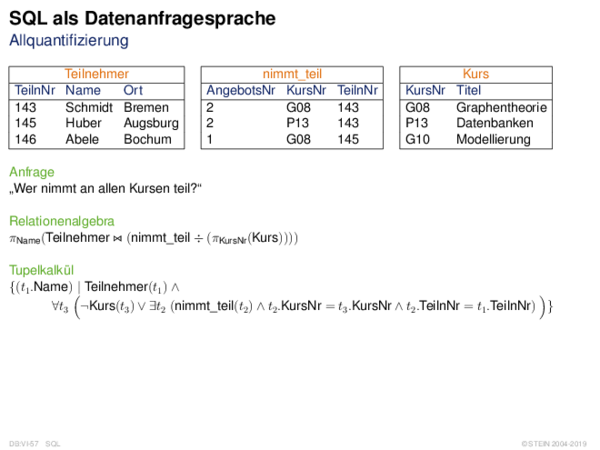 SQL als Datenanfragesprache
Allquantifizierung
Teilnehmer
TeilnNr Name Ort
143 Schmidt Bremen
145 Huber Augsburg
146 Abele Bochum
nimmt_teil
AngebotsNr KursNr TeilnNr
2 G08 143
2 P13 143
1 G08 145
Kurs
KursNr Titel
G08 Graphentheorie
P13 Datenbanken
G10 Modellierung
Anfrage
„Wer nimmt an allen Kursen teil?“
Relationenalgebra
π_Name(Teilnehmer ⋈ (nimmt_teil ÷ (π_KursNr(Kurs))))
Tupelkalkül
{(t₁.Name) | Teilnehmer(t₁) ∧
∀t₃ (¬Kurs(t₃) ∨ ∃t₂ (nimmt_teil(t₂) ∧ t₂.KursNr = t₃.KursNr ∧ t₂.TeilnNr = t₁.TeilnNr) )}
DB:VI-57 SQL
© STEIN 2004-2019